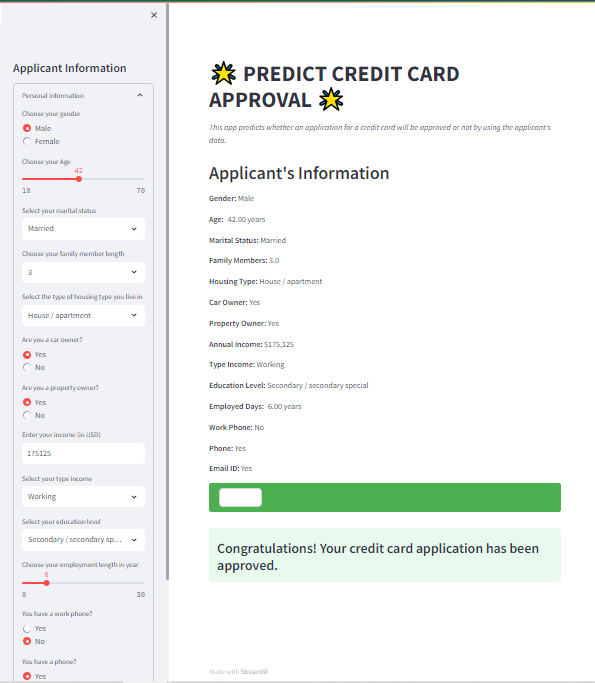 Applicant Information
Personal Information
Choose your gender
Male
Female
Choose your Age
42
18 70
Select your marital status
Married
Choose your family member length
3
Select the type of housing type you live in
House / apartment
Are you a car owner?
Yes
No
Are you a property owner?
Yes
No
Enter your income (in USD)
175125
Select your type income
Working
Select your education level
Secondary / secondary sp...
Choose your employment length in year
6
0 30
You have a work phone?
Yes
No
You have a phone?
Yes
PREDICT CREDIT CARD
APPROVAL
This app predicts whether an application for a credit card will be approved or not by using the applicant's
data.
Applicant's Information
Gender: Male
Age: 42.00 years
Marital Status: Married
Family Members: 3.0
Housing Type: House / apartment
Car Owner: Yes
Property Owner: Yes
Annual Income: $175,125
Type Income: Working
Education Level: Secondary / secondary special
Employed Days: 6.00 years
Work Phone: No
Phone: Yes
Email ID: Yes
Congratulations! Your credit card application has been
approved.
Made with Streamlit